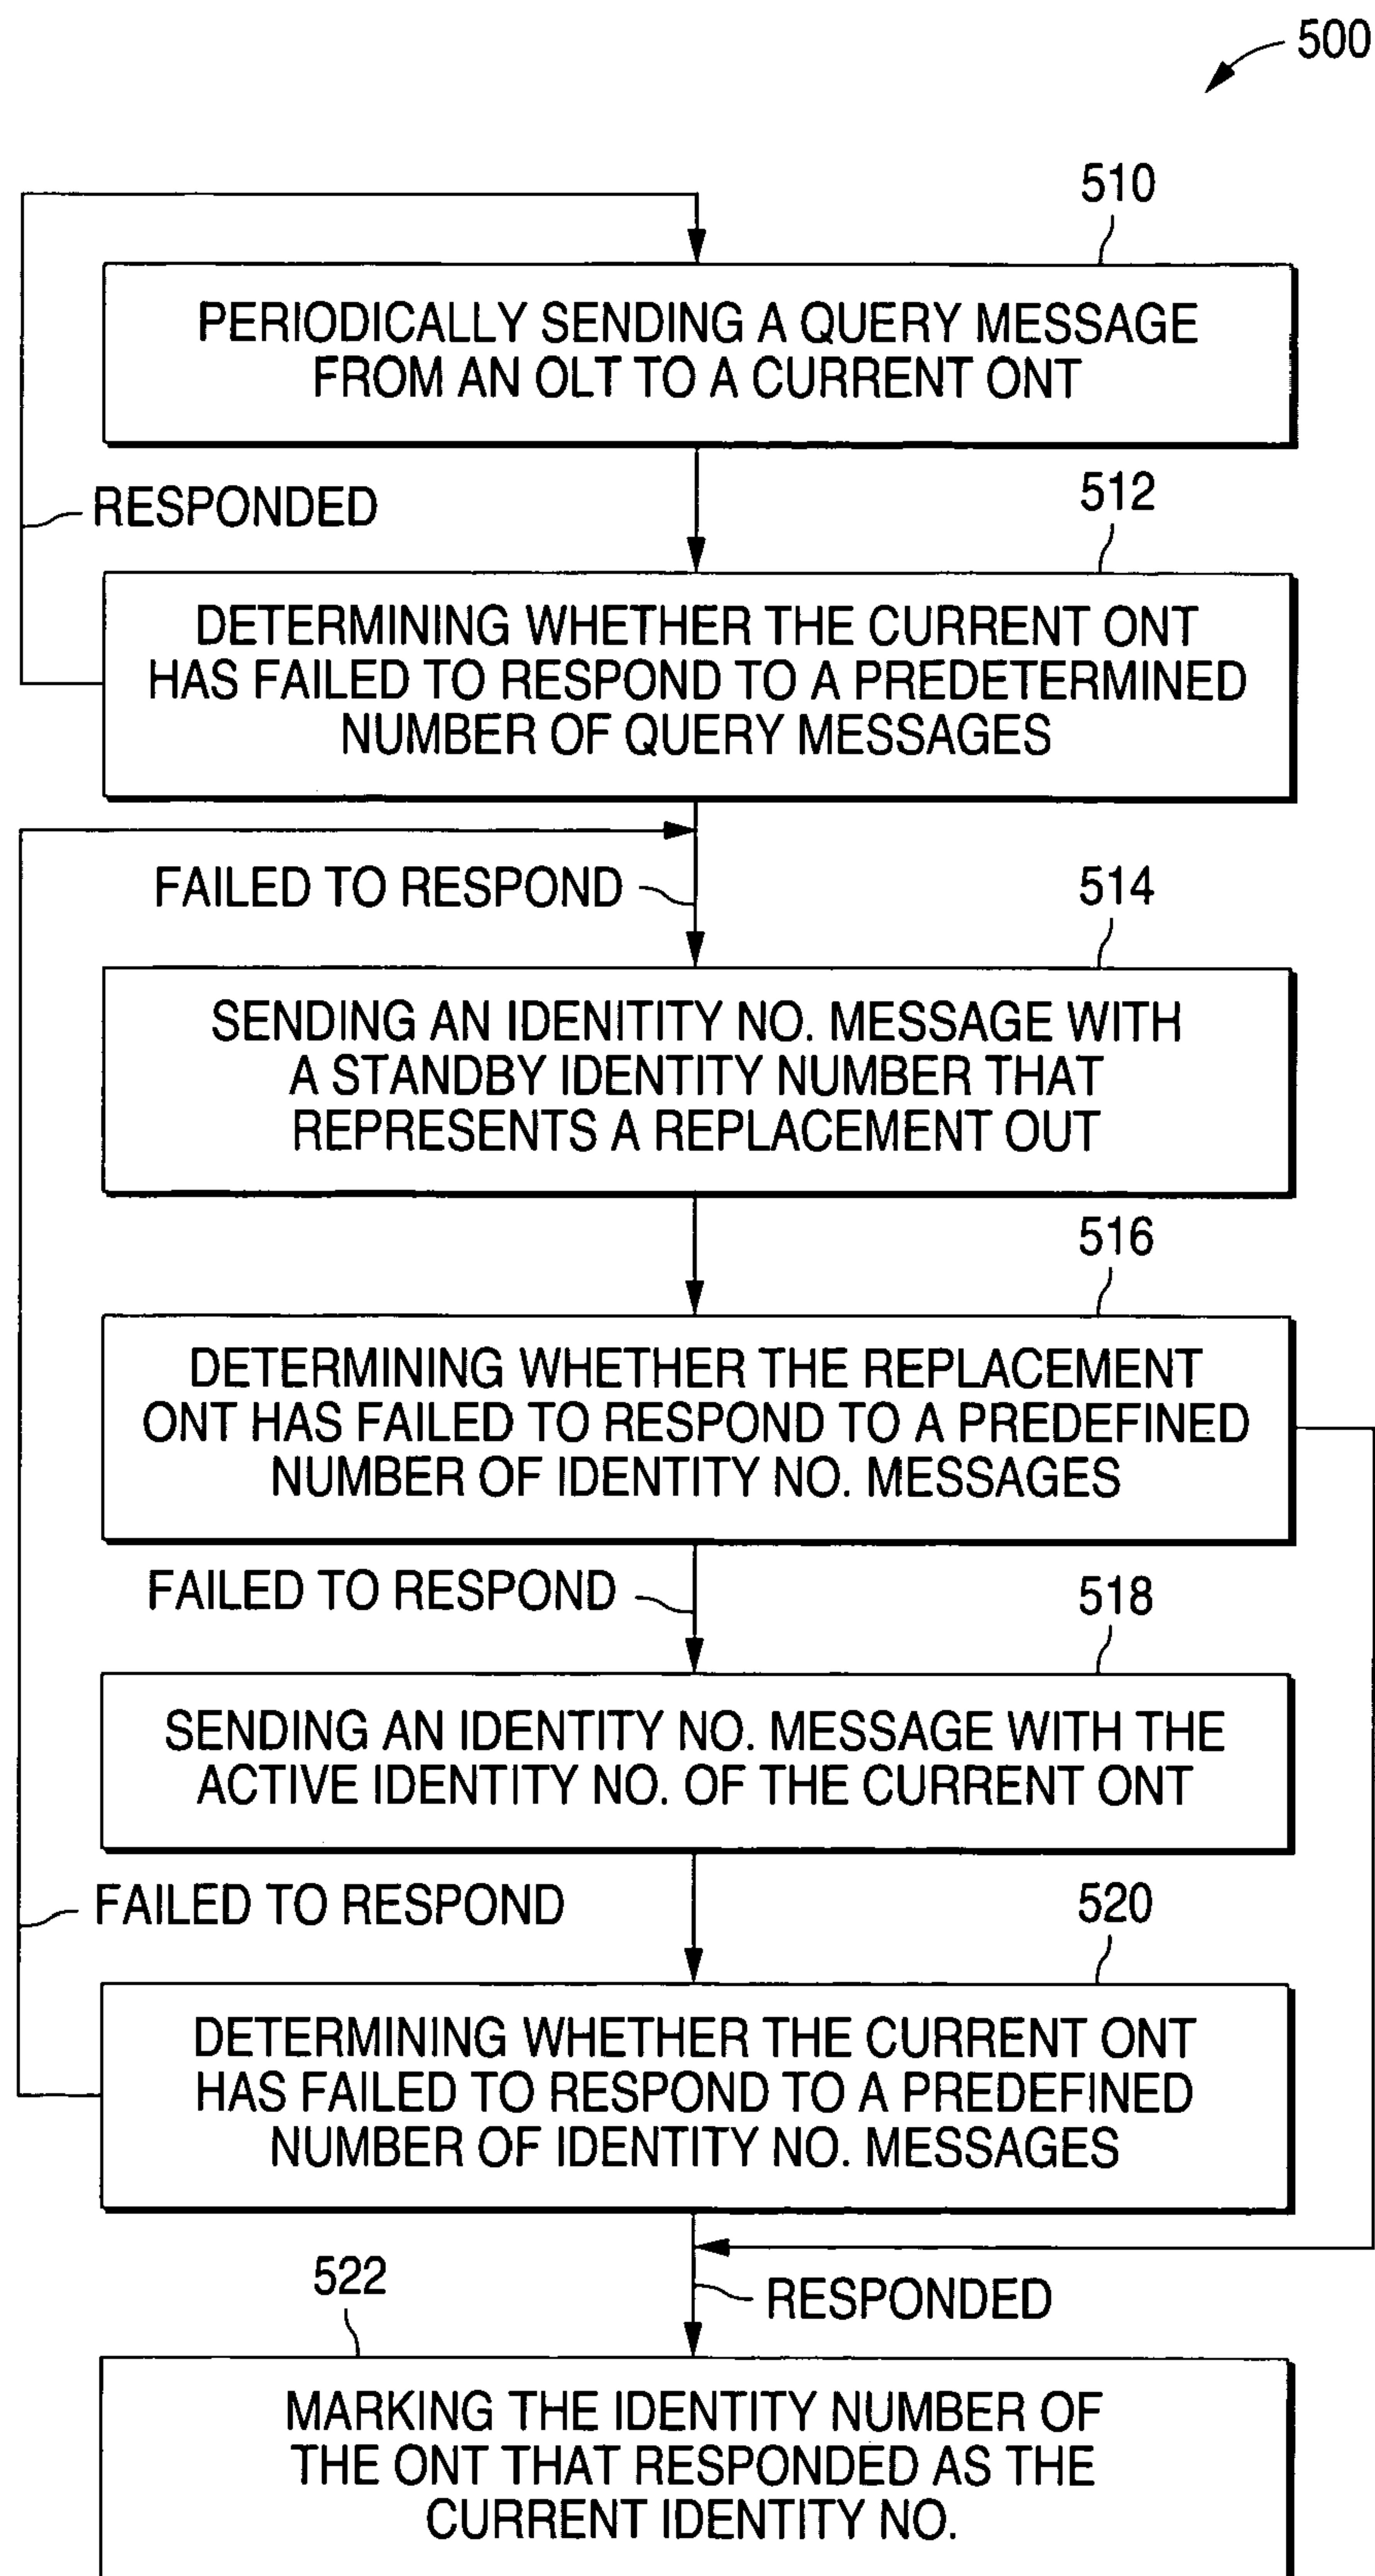 500
510
PERIODICALLY SENDING A QUERY MESSAGE
FROM AN OLT TO A CURRENT ONT
RESPONDED
512
DETERMINING WHETHER THE CURRENT ONT
HAS FAILED TO RESPOND TO A PREDETERMINED
NUMBER OF QUERY MESSAGES
FAILED TO RESPOND
514
SENDING AN IDENITITY NO. MESSAGE WITH
A STANDBY IDENTITY NUMBER THAT
REPRESENTS A REPLACEMENT OUT
516
DETERMINING WHETHER THE REPLACEMENT
ONT HAS FAILED TO RESPOND TO A PREDEFINED
NUMBER OF IDENTITY NO. MESSAGES
FAILED TO RESPOND
518
SENDING AN IDENTITY NO. MESSAGE WITH THE
ACTIVE IDENTITY NO. OF THE CURRENT ONT
FAILED TO RESPOND
520
DETERMINING WHETHER THE CURRENT ONT
HAS FAILED TO RESPOND TO A PREDEFINED
NUMBER OF IDENTITY NO. MESSAGES
522
RESPONDED
MARKING THE IDENTITY NUMBER OF
THE ONT THAT RESPONDED AS THE
CURRENT IDENTITY NO.